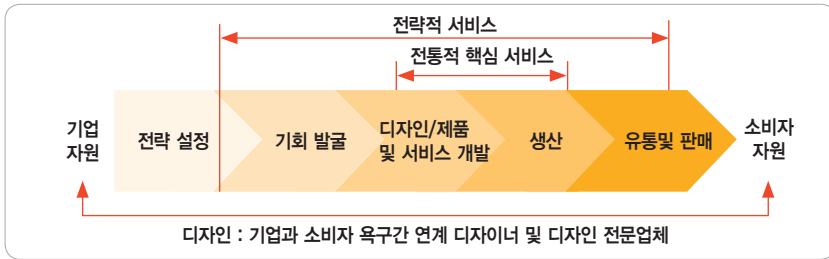 전략적 서비스
전통적 핵심 서비스
기업
자원
전략 설정
기회 발굴
디자인/제품
및 서비스 개발
생산
유통및 판매
소비자
자원
디자인 : 기업과 소비자 욕구간 연계 디자이너 및 디자인 전문업체